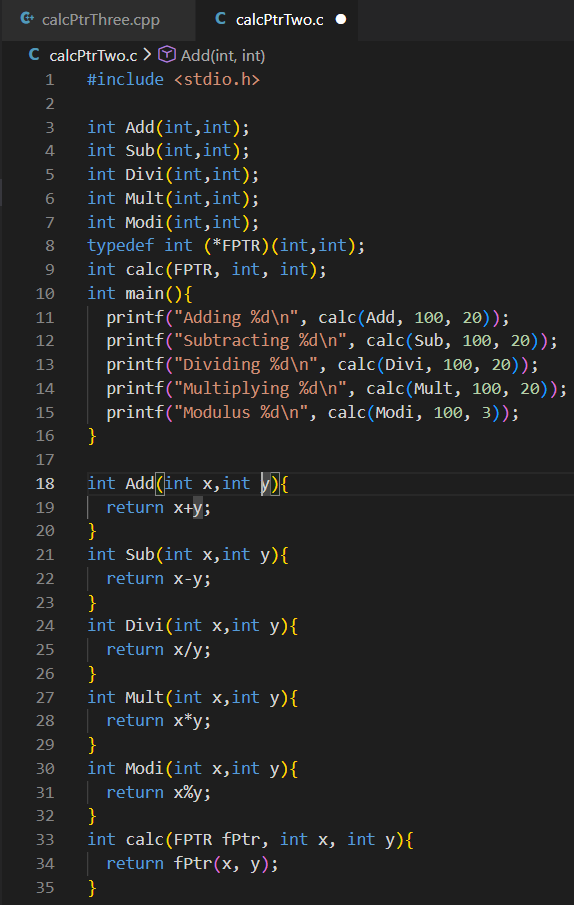 calcPtrThree.cpp
C calcPtrTwo.c
C calcPtrTwo.c > Add(int, int)
1 #include <stdio.h>
2
3 int Add(int,int);
4 int Sub(int,int);
5 int Divi(int,int);
6 int Mult(int,int);
7 int Modi(int,int);
8 typedef int (*FPTR)(int,int);
9 int calc(FPTR, int, int);
10 int main(){
11   printf("Adding %d\n", calc(Add, 100, 20));
12   printf("Subtracting %d\n", calc(Sub, 100, 20));
13   printf("Dividing %d\n", calc(Divi, 100, 20));
14   printf("Multiplying %d\n", calc(Mult, 100, 20));
15   printf("Modulus %d\n", calc(Modi, 100, 3));
16 }
17
18 int Add(int x,int y){
19   return x+y;
20 }
21 int Sub(int x,int y){
22   return x-y;
23 }
24 int Divi(int x,int y){
25   return x/y;
26 }
27 int Mult(int x,int y){
28   return x*y;
29 }
30 int Modi(int x,int y){
31   return x%y;
32 }
33 int calc(FPTR fPtr, int x, int y){
34   return fPtr(x, y);
35 }